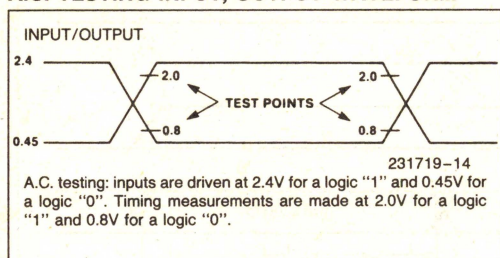 A.C. TESTING INPUT, OUTPUT WAVEFORM
INPUT/OUTPUT
2.4
2.0
2.0
TEST POINTS
0.8
0.8
0.45
231719–14
A.C. testing: inputs are driven at 2.4V for a logic “1” and 0.45V for
a logic “0”. Timing measurements are made at 2.0V for a logic
“1” and 0.8V for a logic “0”.